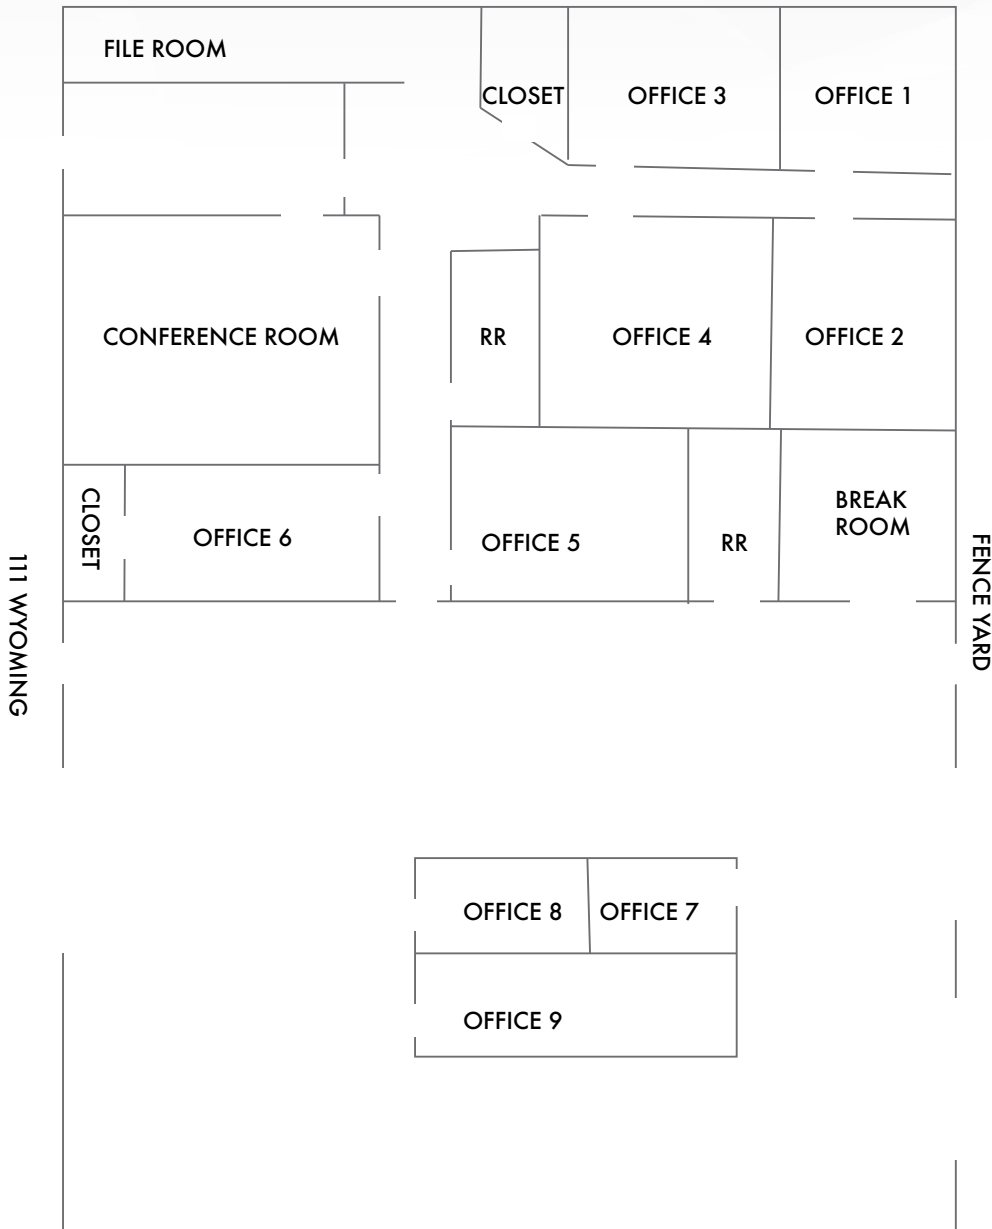 FILE ROOM
CLOSET
OFFICE 3
OFFICE 1
CONFERENCE ROOM
RR
OFFICE 4
OFFICE 2
CLOSET
OFFICE 6
OFFICE 5
RR
BREAK
ROOM
111 WYOMING
FENCE YARD
OFFICE 8
OFFICE 7
OFFICE 9